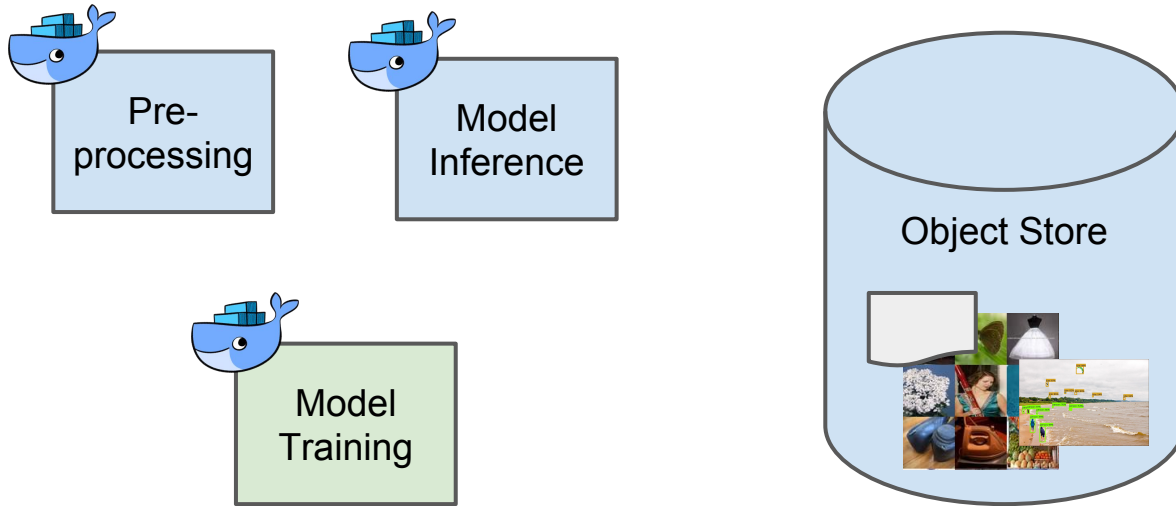 Pre-
processing
Model
Inference
Object Store
Model
Training